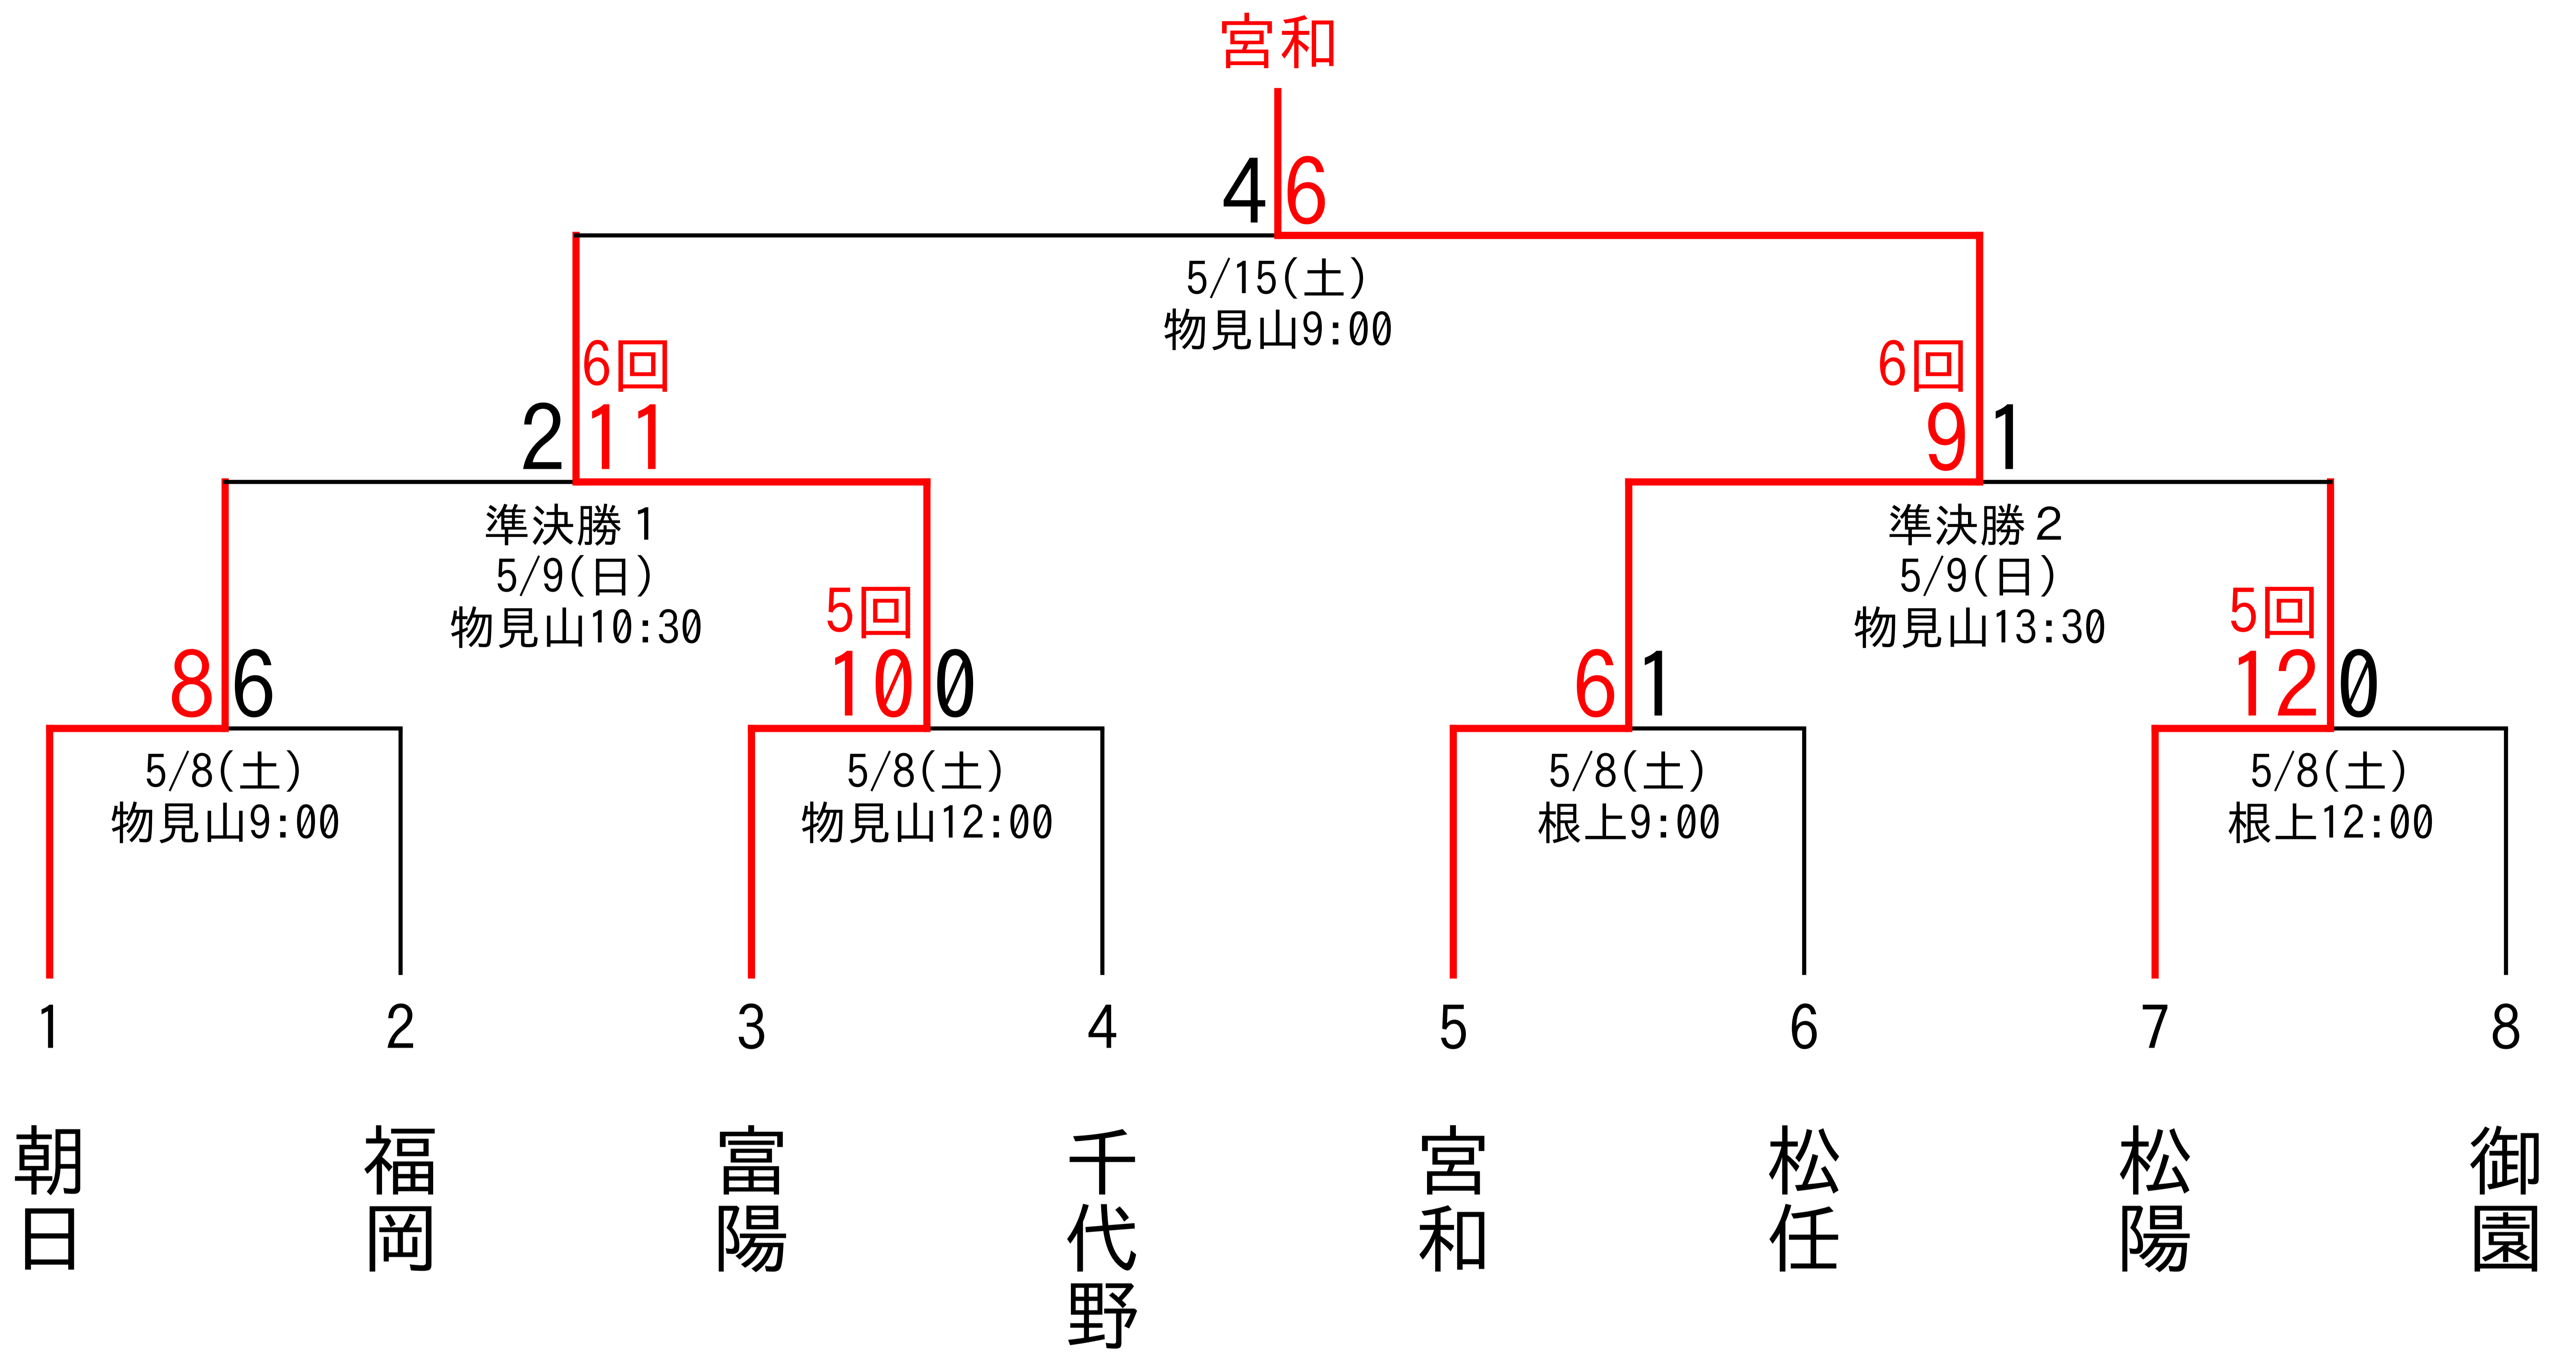 宮和
4 6
5/15(土)
物見山9:00
6回
2 11
6回
9 1
準決勝1
5/9(日)
物見山10:30
準決勝2
5/9(日)
物見山13:30
8 6
5/8(土)
物見山9:00
5回
10 0
5/8(土)
物見山12:00
6 1
5/8(土)
根上9:00
5回
12 0
5/8(土)
根上12:00
1 2 3 4 5 6 7 8
朝日
福岡
富陽
千代野
宮和
松任
松陽
御園